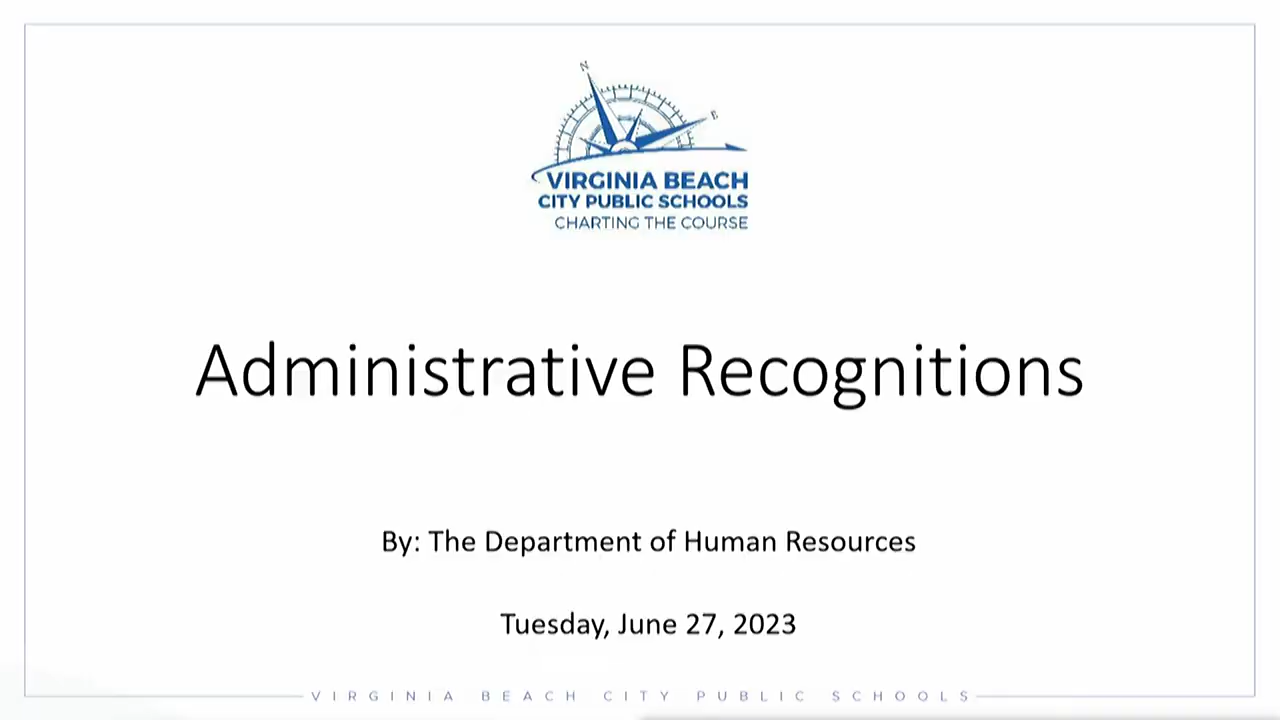 N
E
VIRGINIA BEACH
CITY PUBLIC SCHOOLS
CHARTING THE COURSE
Administrative Recognitions
By: The Department of Human Resources
Tuesday, June 27, 2023
VIRGINIA BEACH CITY PUBLIC SCHOOLS